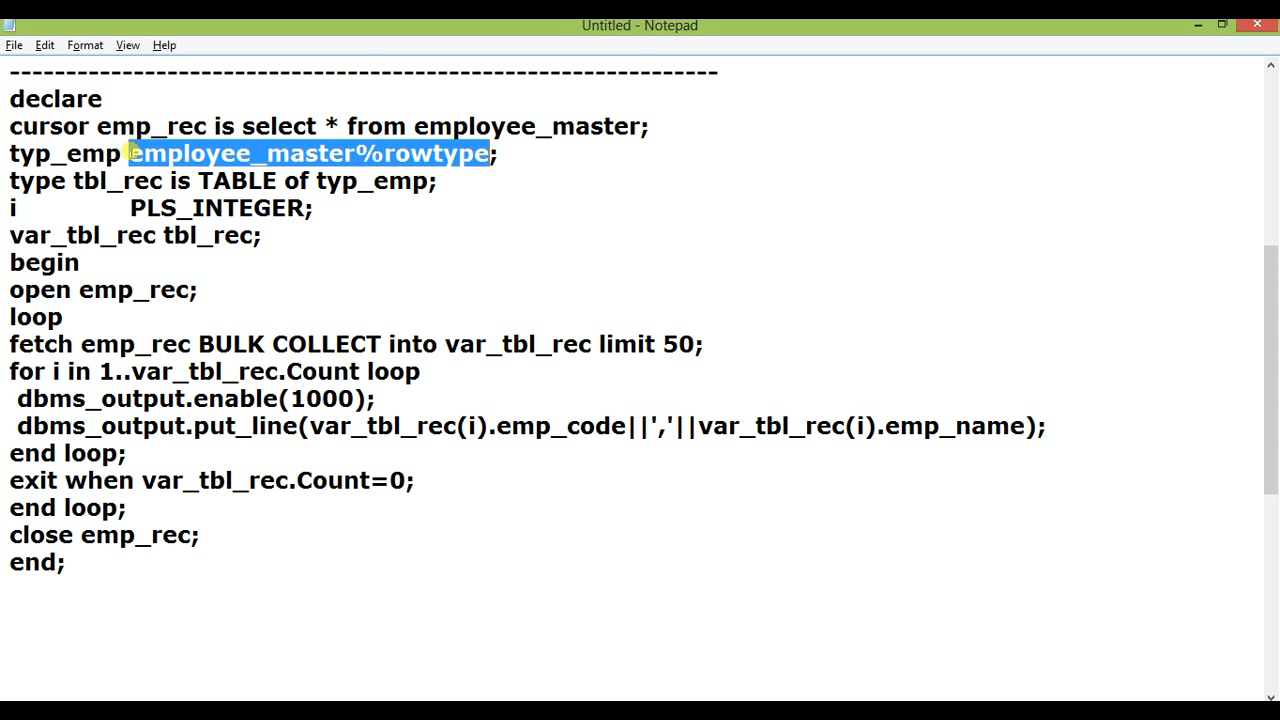 Untitled - Notepad
File Edit Format View Help
---------------------------------------------------------------
declare
cursor emp_rec is select * from employee_master;
typ_emp employee_master%rowtype;
type tbl_rec is TABLE of typ_emp;
i PLS_INTEGER;
var_tbl_rec tbl_rec;
begin
open emp_rec;
loop
fetch emp_rec BULK COLLECT into var_tbl_rec limit 50;
for i in 1..var_tbl_rec.Count loop
dbms_output.enable(1000);
dbms_output.put_line(var_tbl_rec(i).emp_code||','||var_tbl_rec(i).emp_name);
end loop;
exit when var_tbl_rec.Count=0;
end loop;
close emp_rec;
end;